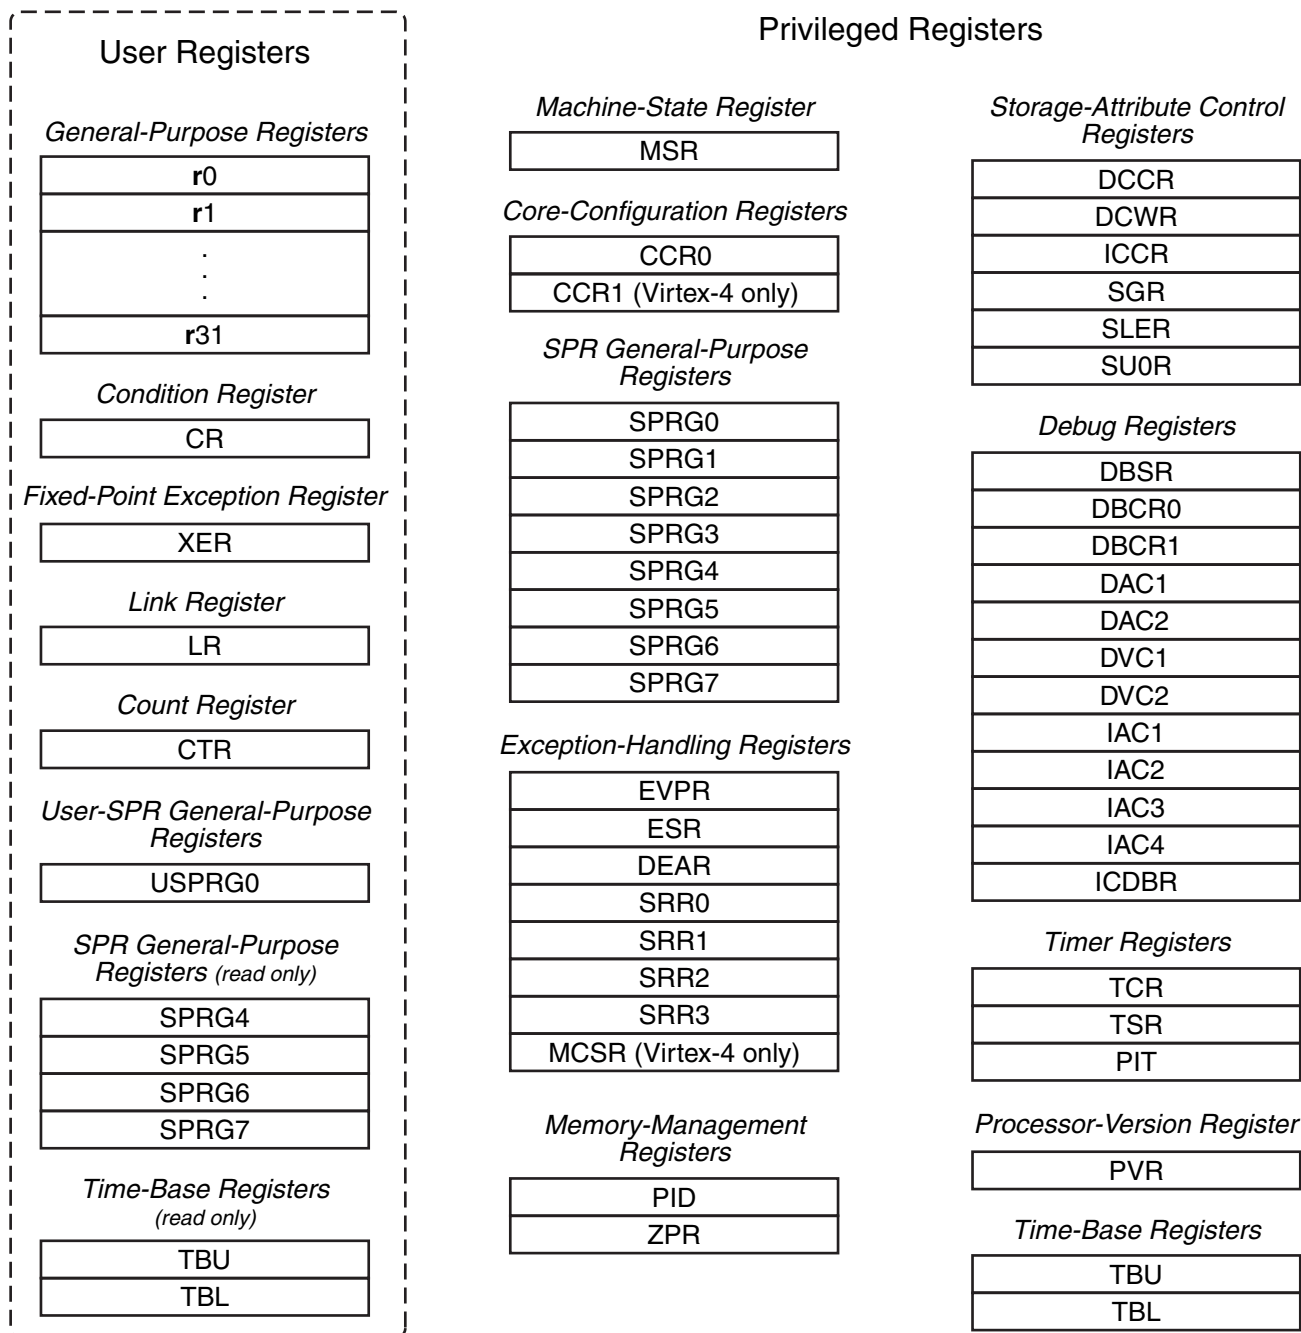 User Registers
General-Purpose Registers
r0
r1
.
.
.
r31
Condition Register
CR
Fixed-Point Exception Register
XER
Link Register
LR
Count Register
CTR
User-SPR General-Purpose
Registers
USPRG0
SPR General-Purpose
Registers (read only)
SPRG4
SPRG5
SPRG6
SPRG7
Time-Base Registers
(read only)
TBU
TBL
Privileged Registers
Machine-State Register
MSR
Core-Configuration Registers
CCR0
CCR1 (Virtex-4 only)
SPR General-Purpose
Registers
SPRG0
SPRG1
SPRG2
SPRG3
SPRG4
SPRG5
SPRG6
SPRG7
Exception-Handling Registers
EVPR
ESR
DEAR
SRR0
SRR1
SRR2
SRR3
MCSR (Virtex-4 only)
Memory-Management
Registers
PID
ZPR
Storage-Attribute Control
Registers
DCCR
DCWR
ICCR
SGR
SLER
SU0R
Debug Registers
DBSR
DBCR0
DBCR1
DAC1
DAC2
DVC1
DVC2
IAC1
IAC2
IAC3
IAC4
ICDBR
Timer Registers
TCR
TSR
PIT
Processor-Version Register
PVR
Time-Base Registers
TBU
TBL